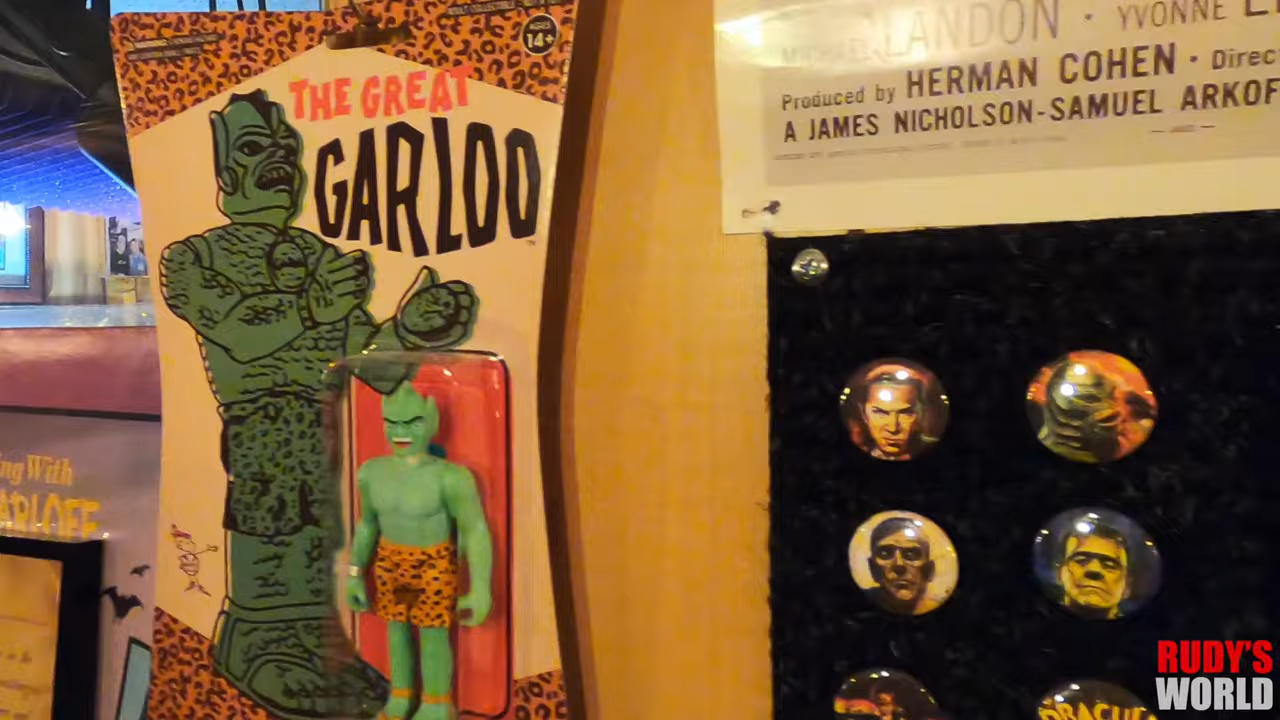 AGES
14+
THE GREAT
GARLOO
LANDON · YVONNE
Produced by HERMAN COHEN · Direc
A JAMES NICHOLSON-SAMUEL ARKOF
ng With
ARLOFF
RUDY'S
WORLD